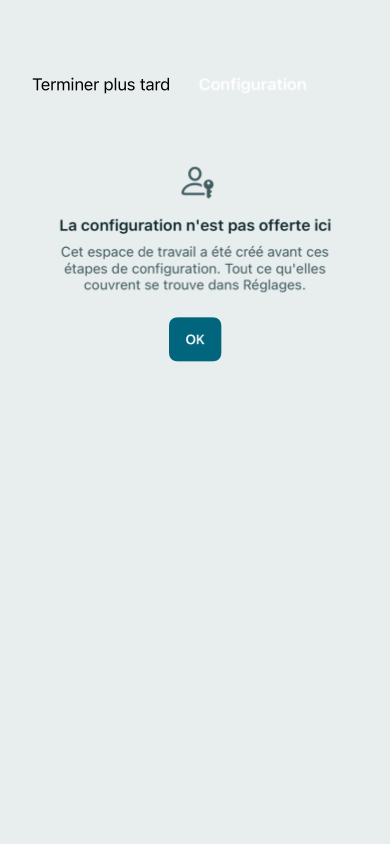 Terminer plus tard Configuration
La configuration n'est pas offerte ici
Cet espace de travail a été créé avant ces
étapes de configuration. Tout ce qu'elles
couvrent se trouve dans Réglages.
OK